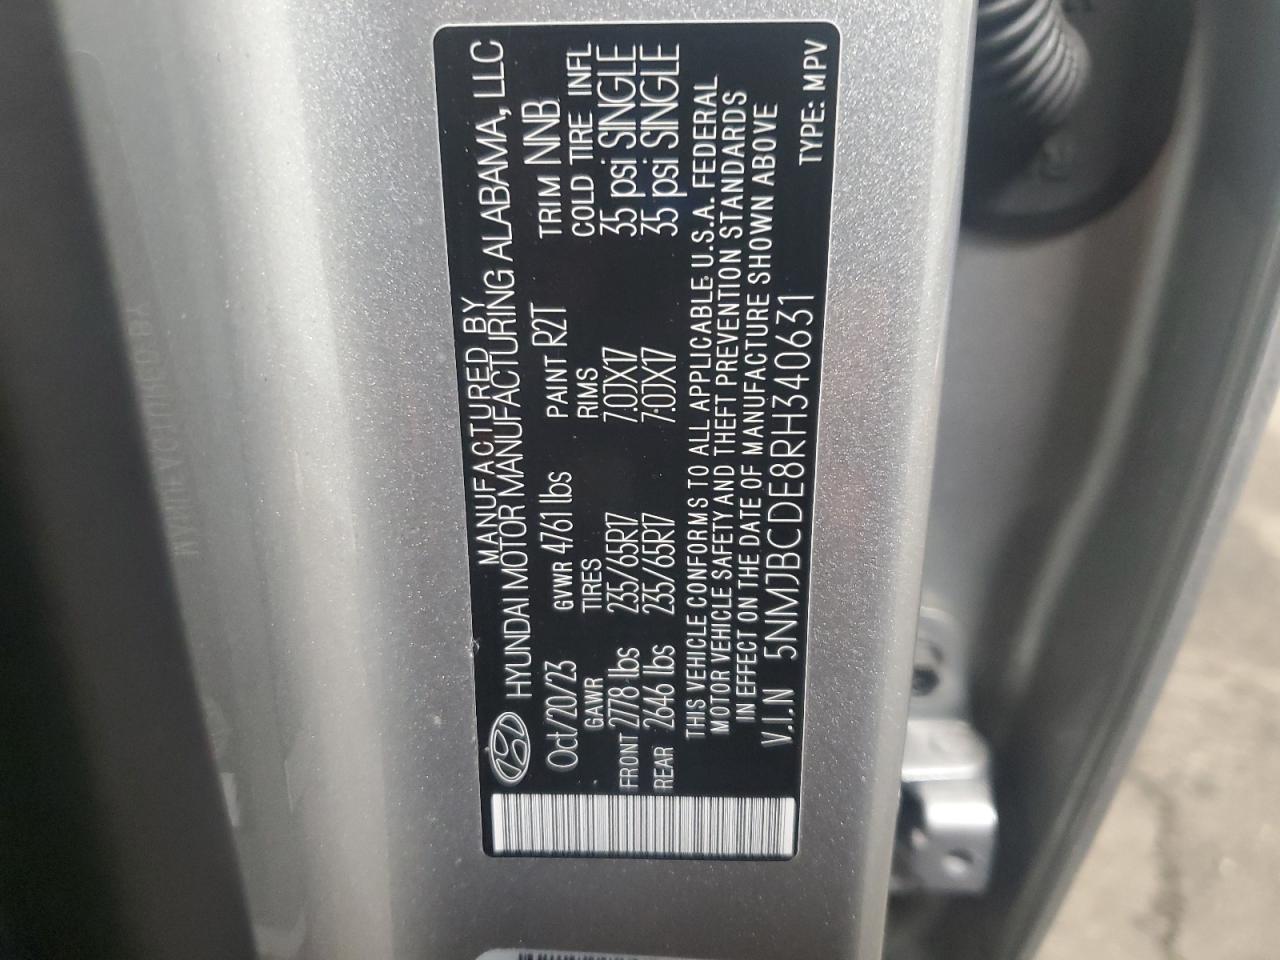 MANUFACTURED BY
HYUNDAI MOTOR MANUFACTURING ALABAMA, LLC
Oct/20/23 GVWR 4761 lbs PAINT R2T TRIM NNB
GAWR TIRES RIMS COLD TIRE INFL
FRONT 2778 lbs 235/65R17 7.0JX17 35 psi SINGLE
REAR 2646 lbs 235/65R17 7.0JX17 35 psi SINGLE
THIS VEHICLE CONFORMS TO ALL APPLICABLE U.S.A. FEDERAL
MOTOR VEHICLE SAFETY AND THEFT PREVENTION STANDARDS
IN EFFECT ON THE DATE OF MANUFACTURE SHOWN ABOVE
V.I.N 5NMJBCDE8RH340631 TYPE: MPV